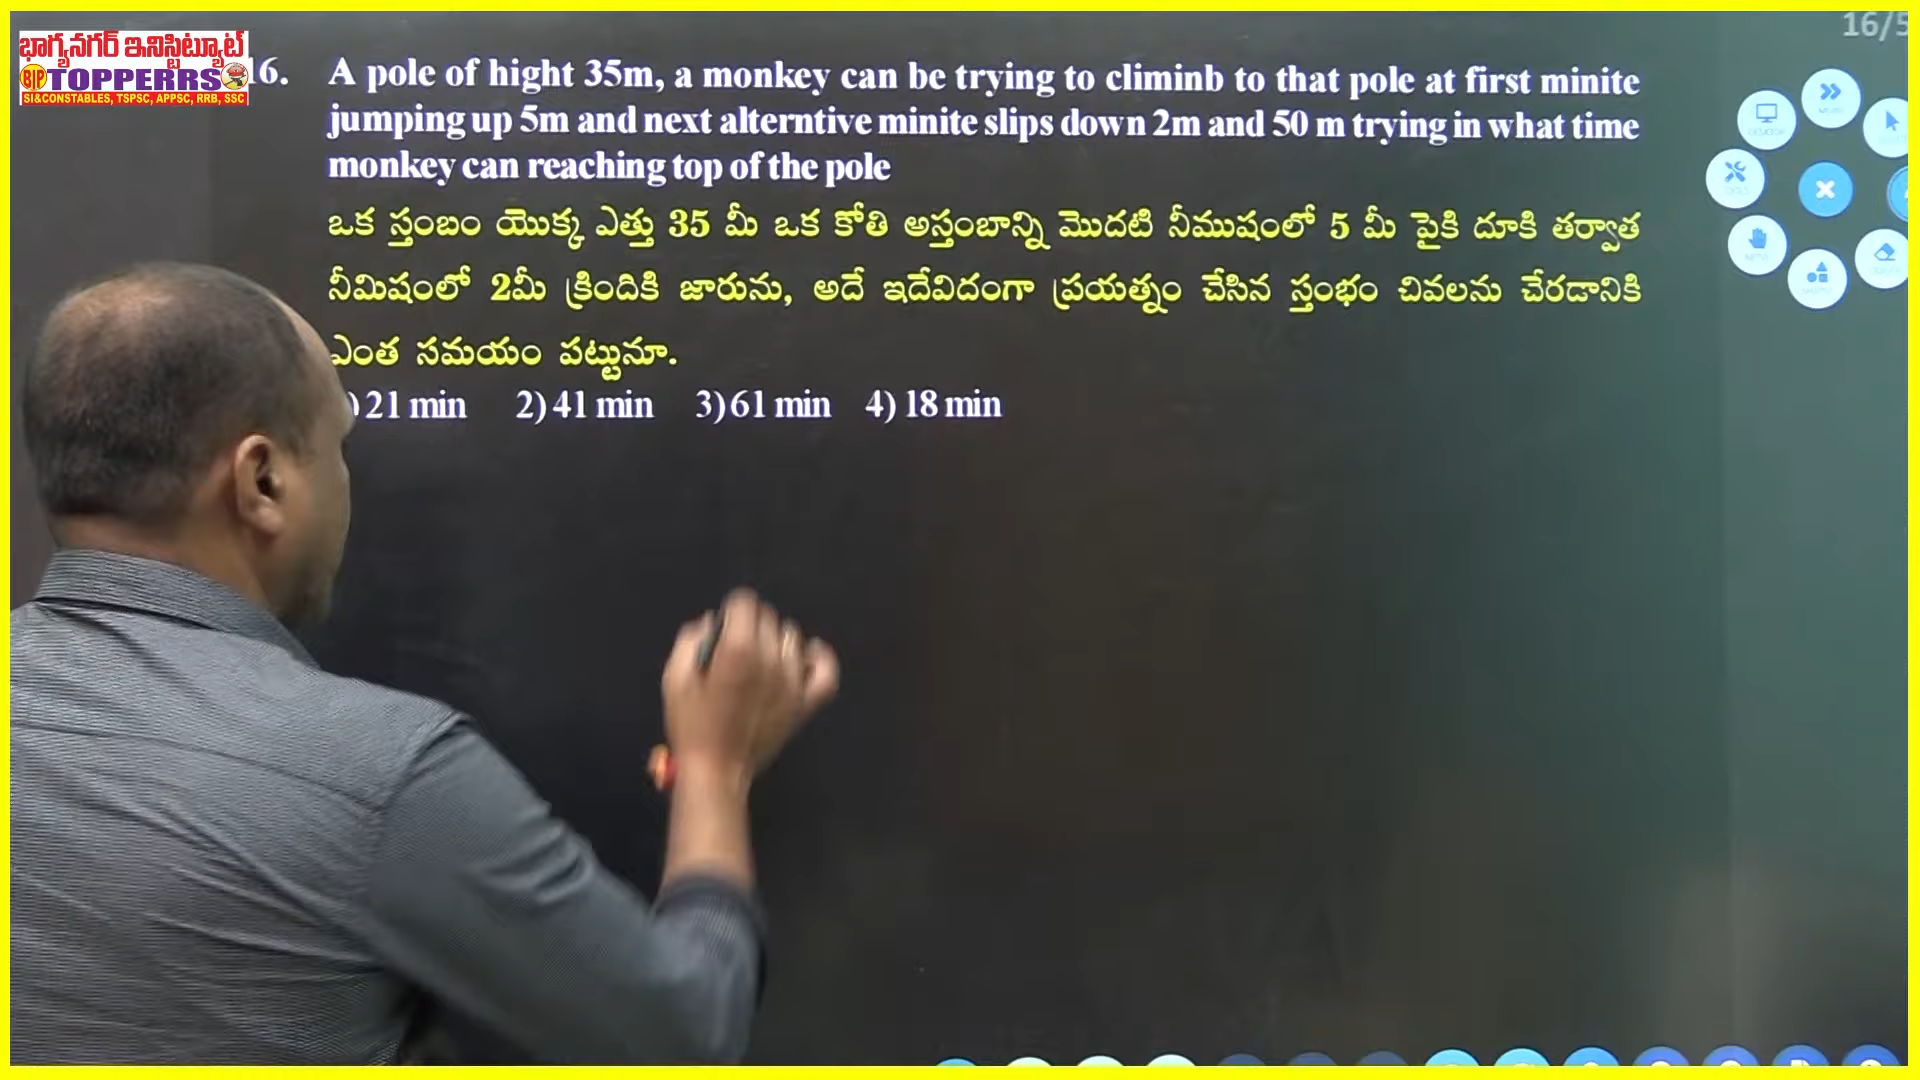 భాగ్యనగర్ ఇనిస్టిట్యూట్
BIP TOPPERRS
SI&CONSTABLES, TSPSC, APPSC, RRB, SSC
16/5
16. A pole of hight 35m, a monkey can be trying to climinb to that pole at first minite
jumping up 5m and next alterntive minite slips down 2m and 50 m trying in what time
monkey can reaching top of the pole
ఒక స్తంబం యొక్క ఎత్తు 35 మీ ఒక కోతి అస్తంబాన్ని మొదటి నీముషంలో 5 మీ పైకి దూకి తర్వాత
నీమిషంలో 2మీ క్రిందికి జారును, అదే ఇదేవిదంగా ప్రయత్నం చేసిన స్తంభం చివలను చేరడానికి
ఎంత సమయం పట్టునూ.
) 21 min 2) 41 min 3) 61 min 4) 18 min